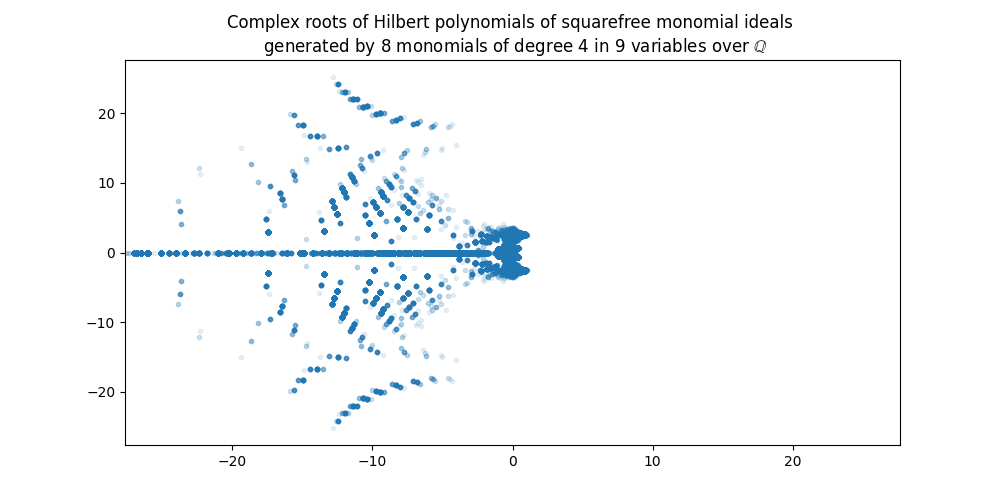 Complex roots of Hilbert polynomials of squarefree monomial ideals
generated by 8 monomials of degree 4 in 9 variables over ℚ
20
10
0
−10
−20
−20 −10 0 10 20